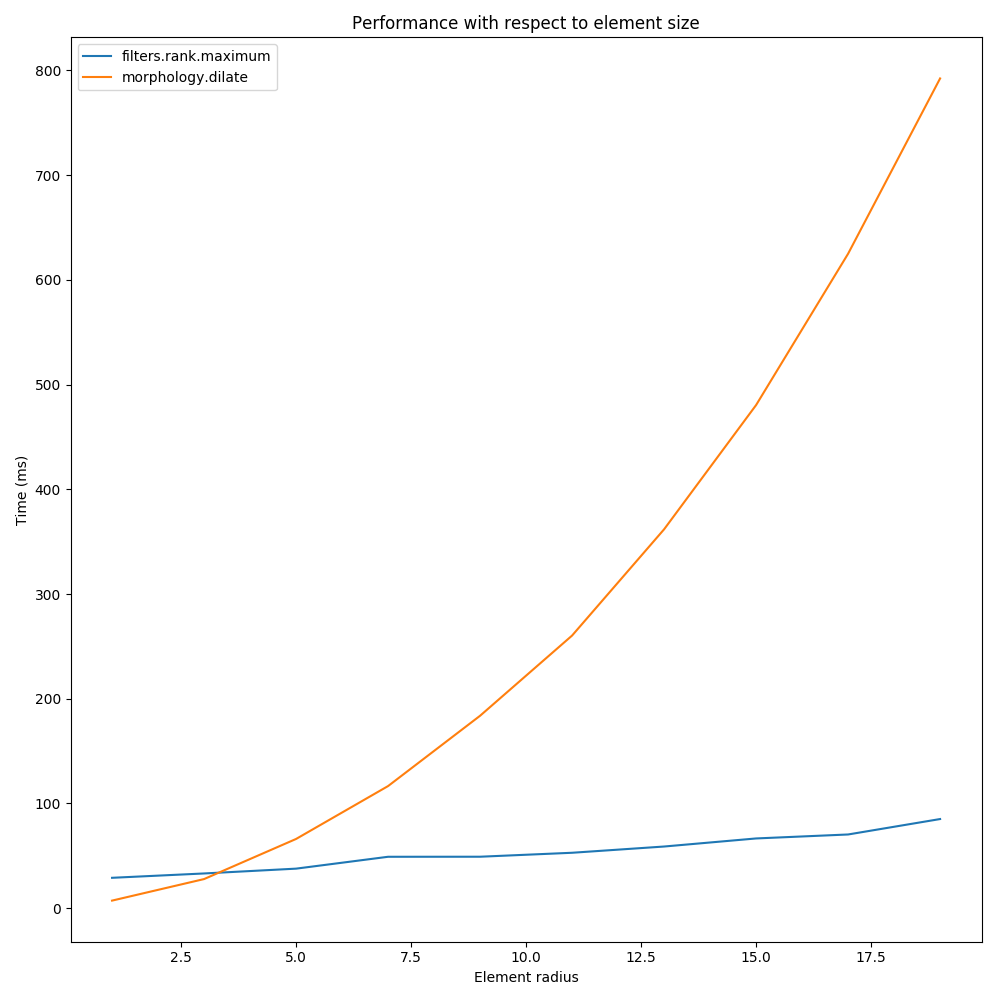 Performance with respect to element size
filters.rank.maximum
morphology.dilate
800
700
600
500
400
300
200
100
0
Time (ms)
2.5 5.0 7.5 10.0 12.5 15.0 17.5
Element radius